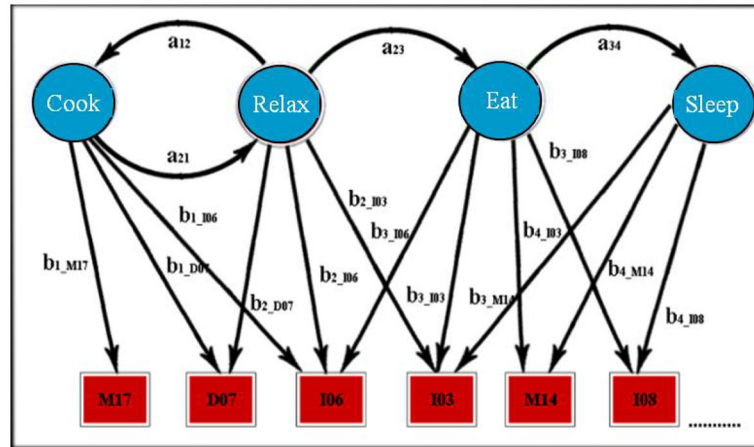 a12
a23
a34
Cook
Relax
Eat
Sleep
a21
b3_I08
b2_I03
b1_I06
b3_I06
b4_I03
b1_M17
b1_D07
b2_I06
b4_M14
b2_D07
b3_I03
b3_M14
b4_I08
M17
D07
I06
I03
M14
I08
...........